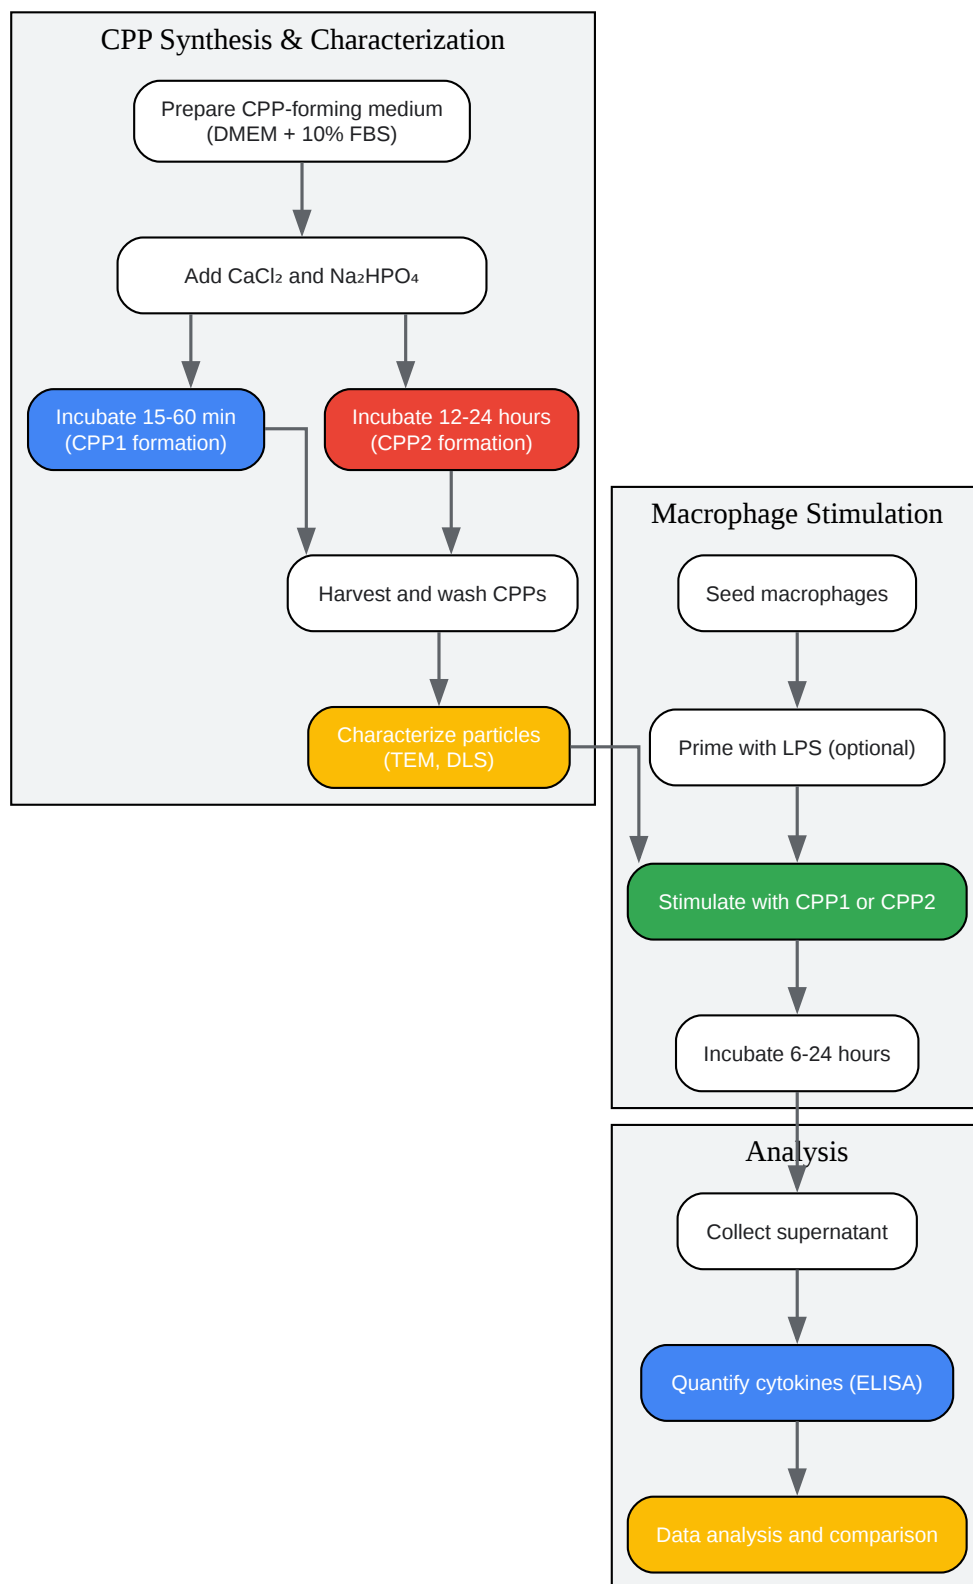 CPP Synthesis & Characterization
Prepare CPP-forming medium
(DMEM + 10% FBS)
Add CaCl₂ and Na₂HPO₄
Incubate 15-60 min
(CPP1 formation)
Incubate 12-24 hours
(CPP2 formation)
Harvest and wash CPPs
Characterize particles
(TEM, DLS)
Macrophage Stimulation
Seed macrophages
Prime with LPS (optional)
Stimulate with CPP1 or CPP2
Incubate 6-24 hours
Analysis
Collect supernatant
Quantify cytokines (ELISA)
Data analysis and comparison